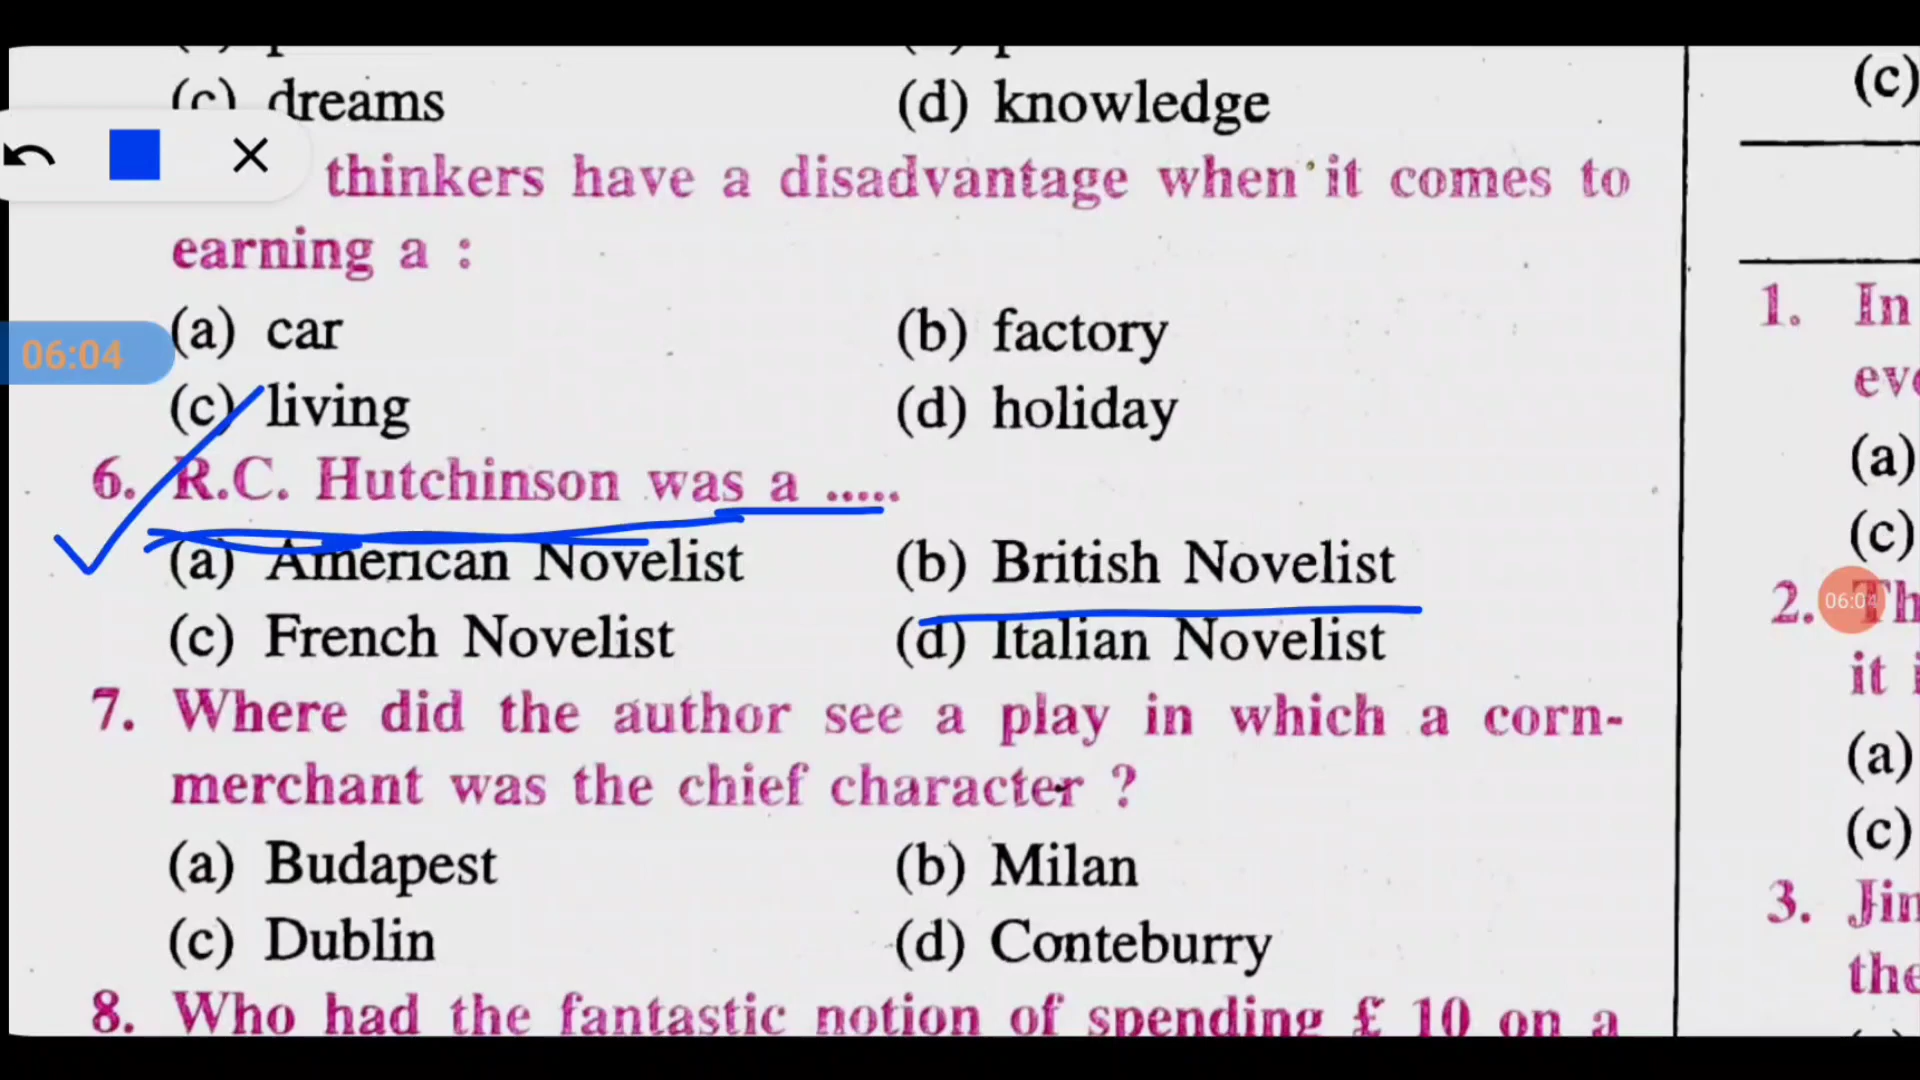 (c) dreams (d) knowledge
thinkers have a disadvantage when it comes to
earning a :
(a) car (b) factory
06:04
(c) living (d) holiday
6. R.C. Hutchinson was a .....
(a) American Novelist (b) British Novelist
(c) French Novelist (d) Italian Novelist
7. Where did the author see a play in which a corn-
merchant was the chief character ?
(a) Budapest (b) Milan
(c) Dublin (d) Conteburry
8. Who had the fantastic notion of spending £ 10 on a
(c)
1. In
(a)
(c)
2. Th
06:04
it
(a)
(c)
3.